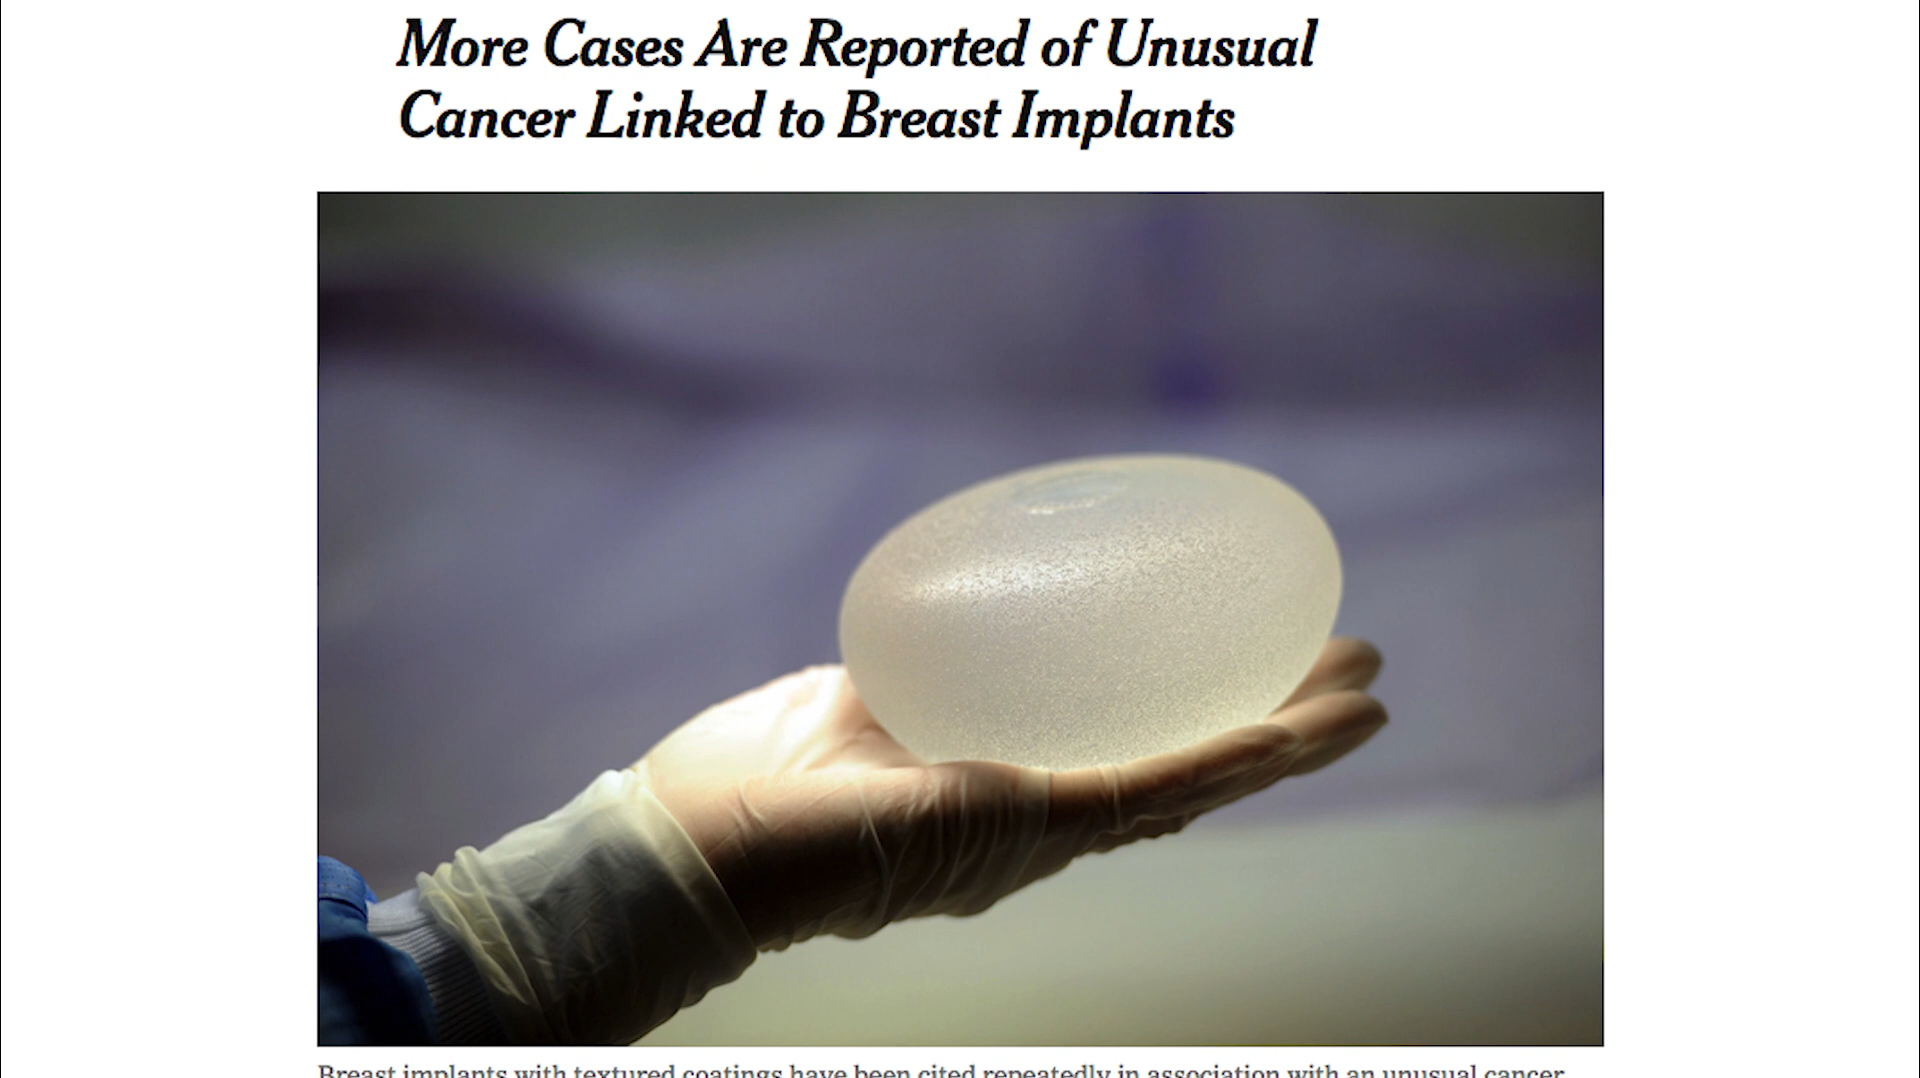 More Cases Are Reported of Unusual
Cancer Linked to Breast Implants
Breast implants with textured coatings have been cited repeatedly in association with an unusual cancer